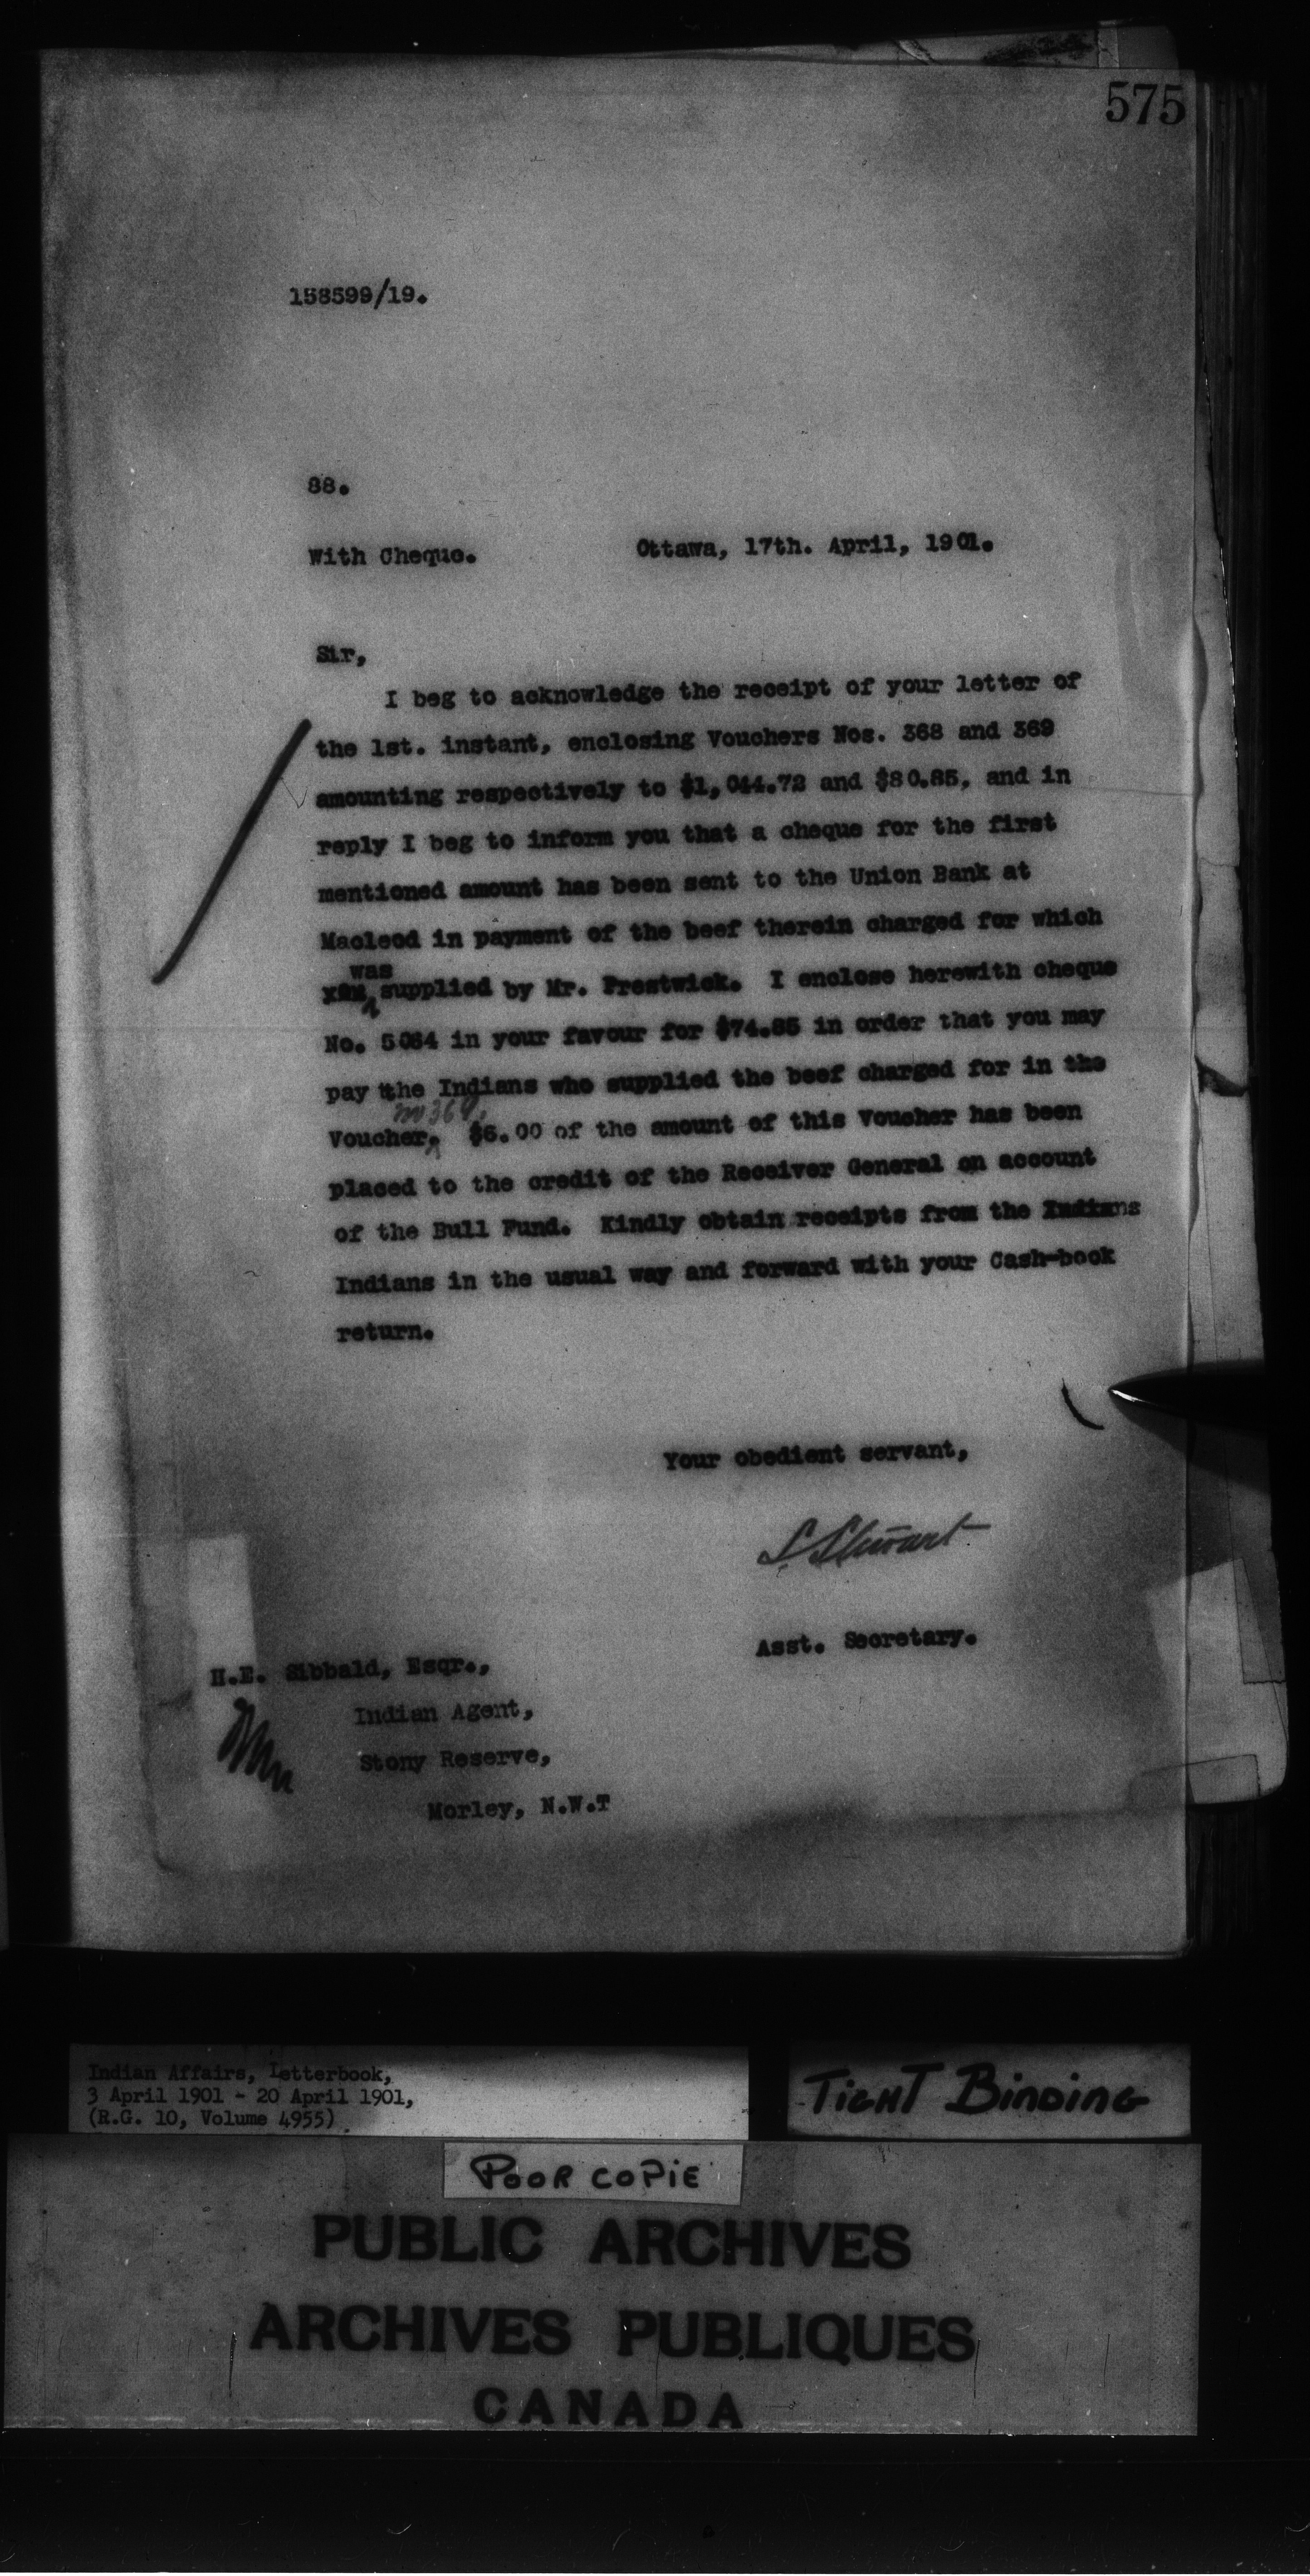 575
158599/19.
88.
With Cheque. Ottawa, 17th. April, 1901.
Sir,
I beg to acknowledge the receipt of your letter of
the 1st. instant, enclosing Vouchers Nos. 368 and 369
amounting respectively to $1,044.72 and $80.85, and in
reply I beg to inform you that a cheque for the first
mentioned amount has been sent to the Union Bank at
Macleod in payment of the beef therein charged for which
was
supplied by Mr. Prestwick. I enclose herewith cheque
No. 5084 in your favour for $74.85 in order that you may
pay the Indians who supplied the beef charged for in the
no 369.
Voucher. $6.00 of the amount of this Voucher has been
placed to the credit of the Receiver General on account
of the Bull Fund. Kindly obtain receipts from the Indians
Indians in the usual way and forward with your Cash-book
return.
Your obedient servant,
S. Stewart
Asst. Secretary.
H.E. Sibbald, Esqr.,
Indian Agent,
Stony Reserve,
Morley, N.W.T
Indian Affairs, Letterbook,
3 April 1901 - 20 April 1901,
(R.G. 10, Volume 4955)
TIGHT BINDING
POOR COPIE
PUBLIC ARCHIVES
ARCHIVES PUBLIQUES
CANADA